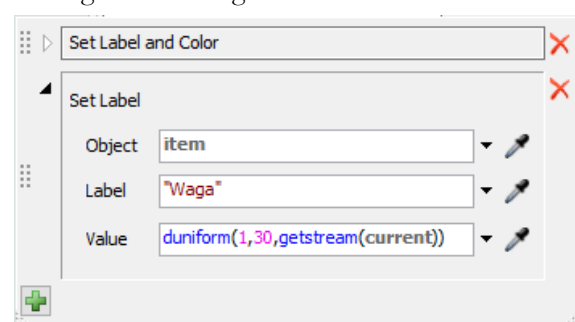 Set Label and Color
Set Label
Object item
Label "Waga"
Value duniform(1,30,getstream(current))